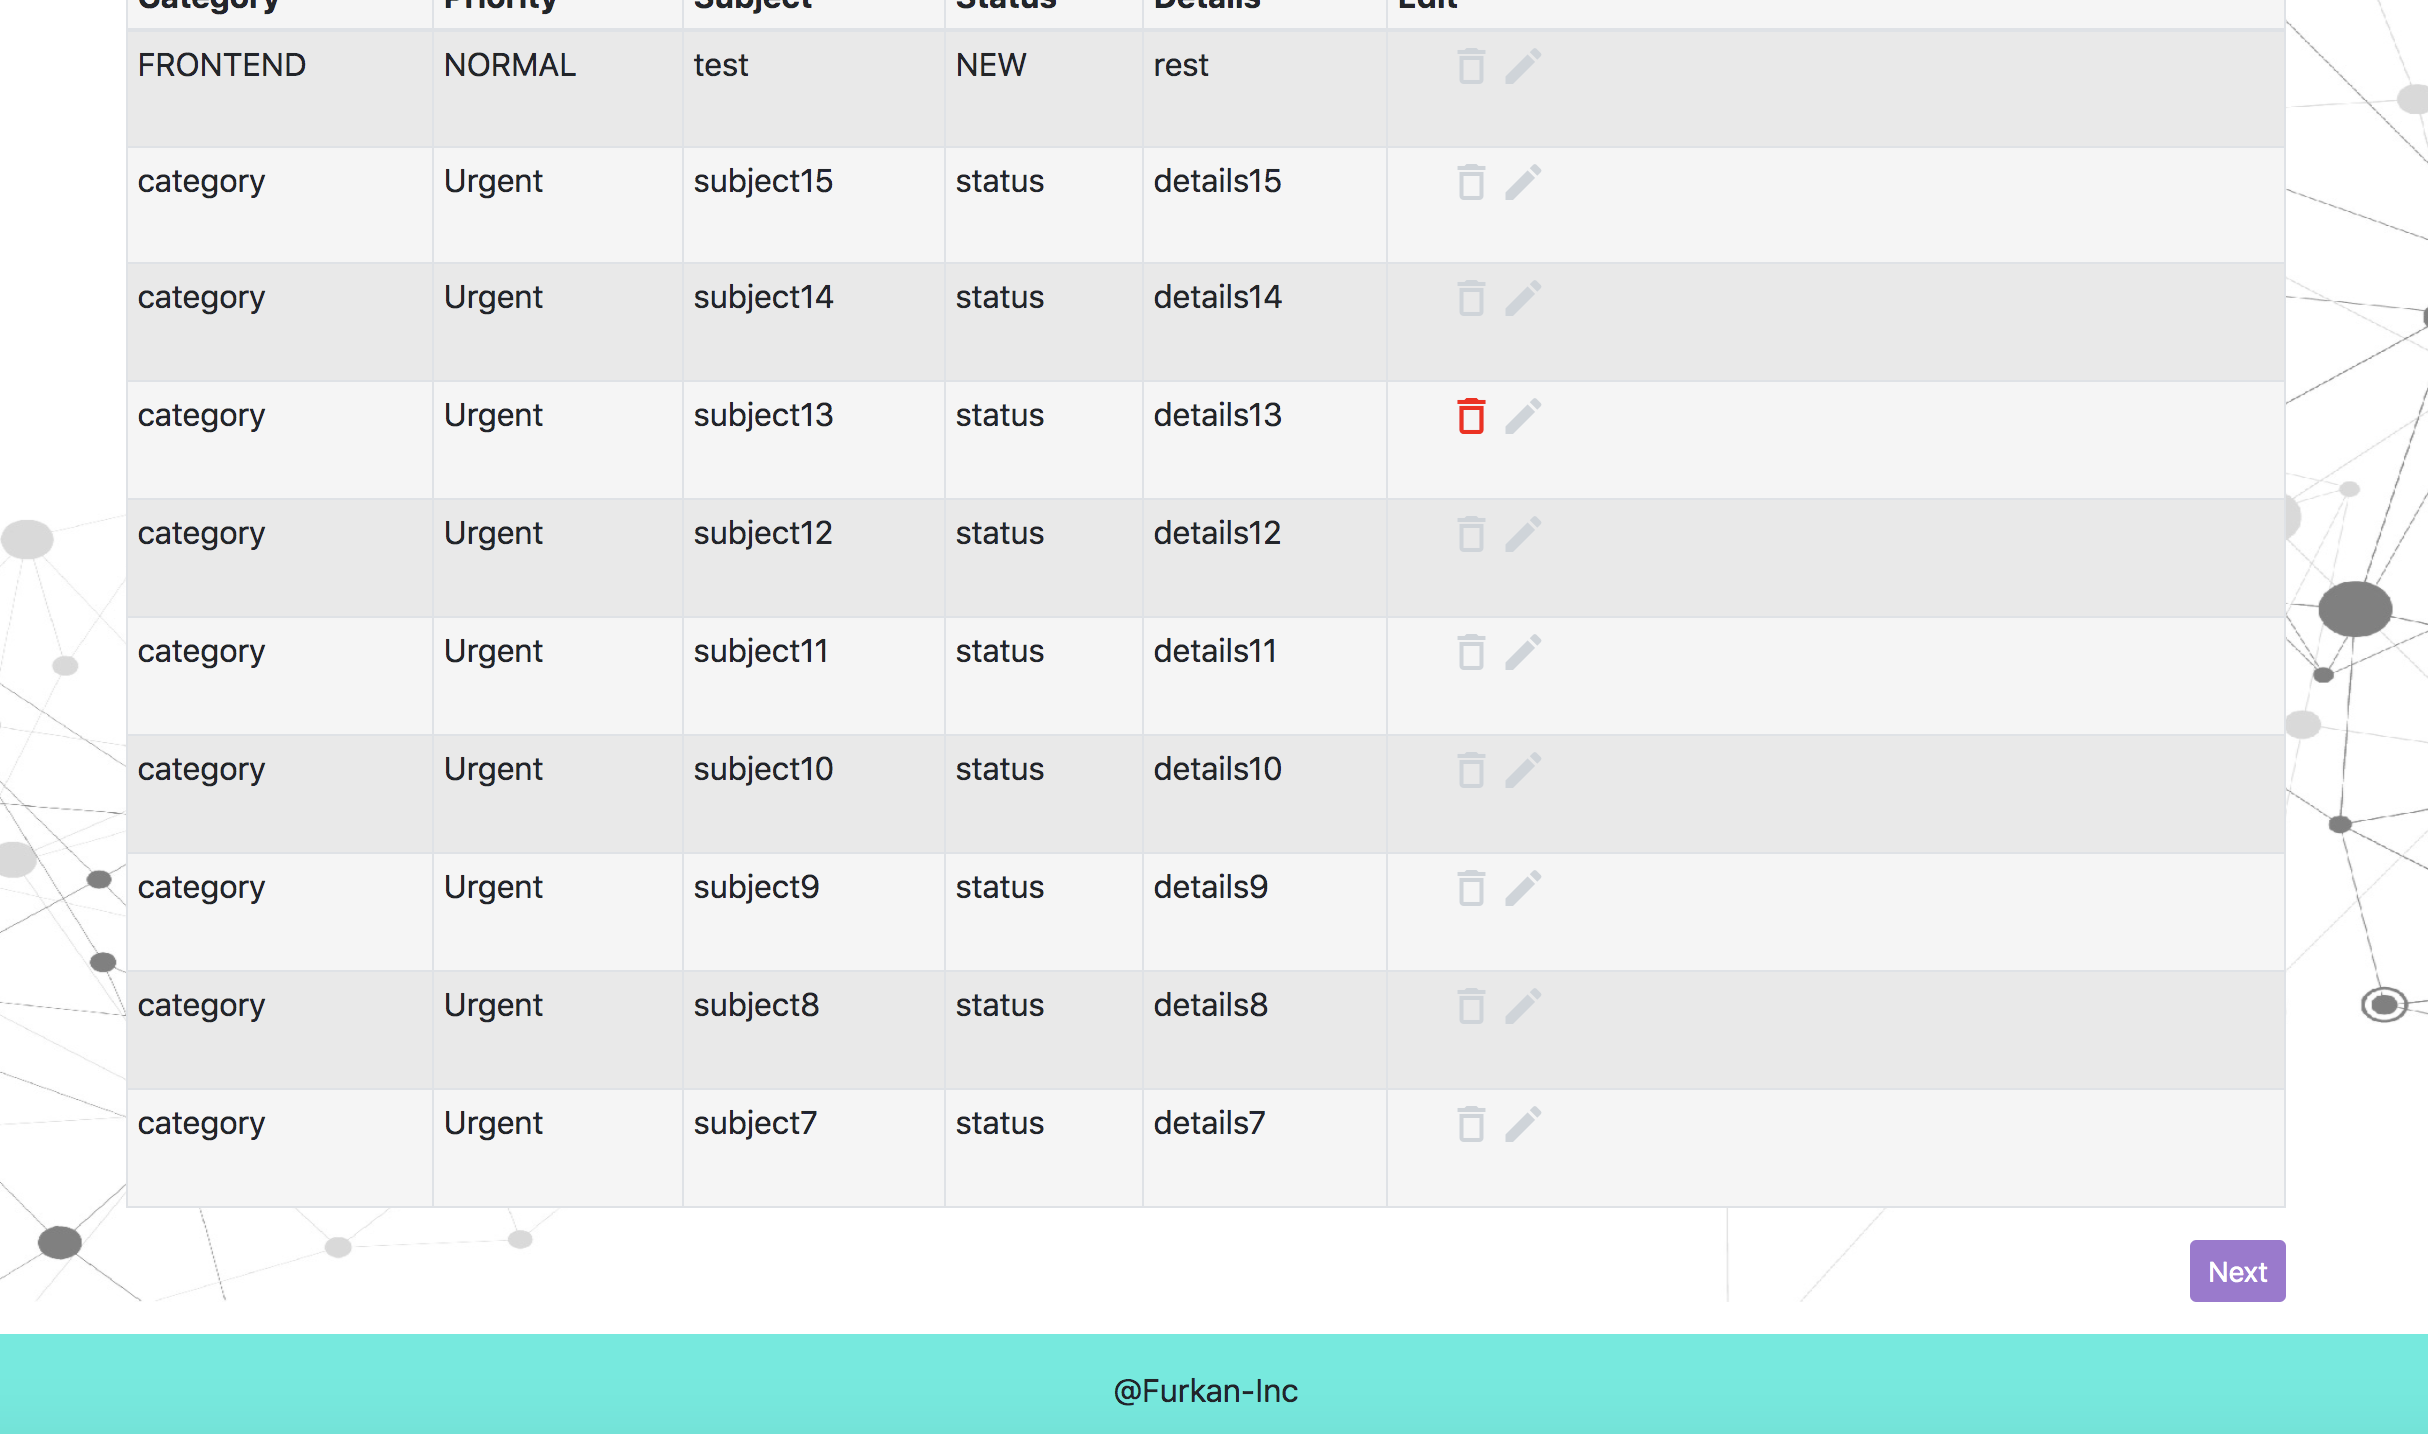 Category Priority Subject Status Details Edit
FRONTEND NORMAL test NEW rest
category Urgent subject15 status details15
category Urgent subject14 status details14
category Urgent subject13 status details13
category Urgent subject12 status details12
category Urgent subject11 status details11
category Urgent subject10 status details10
category Urgent subject9 status details9
category Urgent subject8 status details8
category Urgent subject7 status details7
Next
@Furkan-Inc